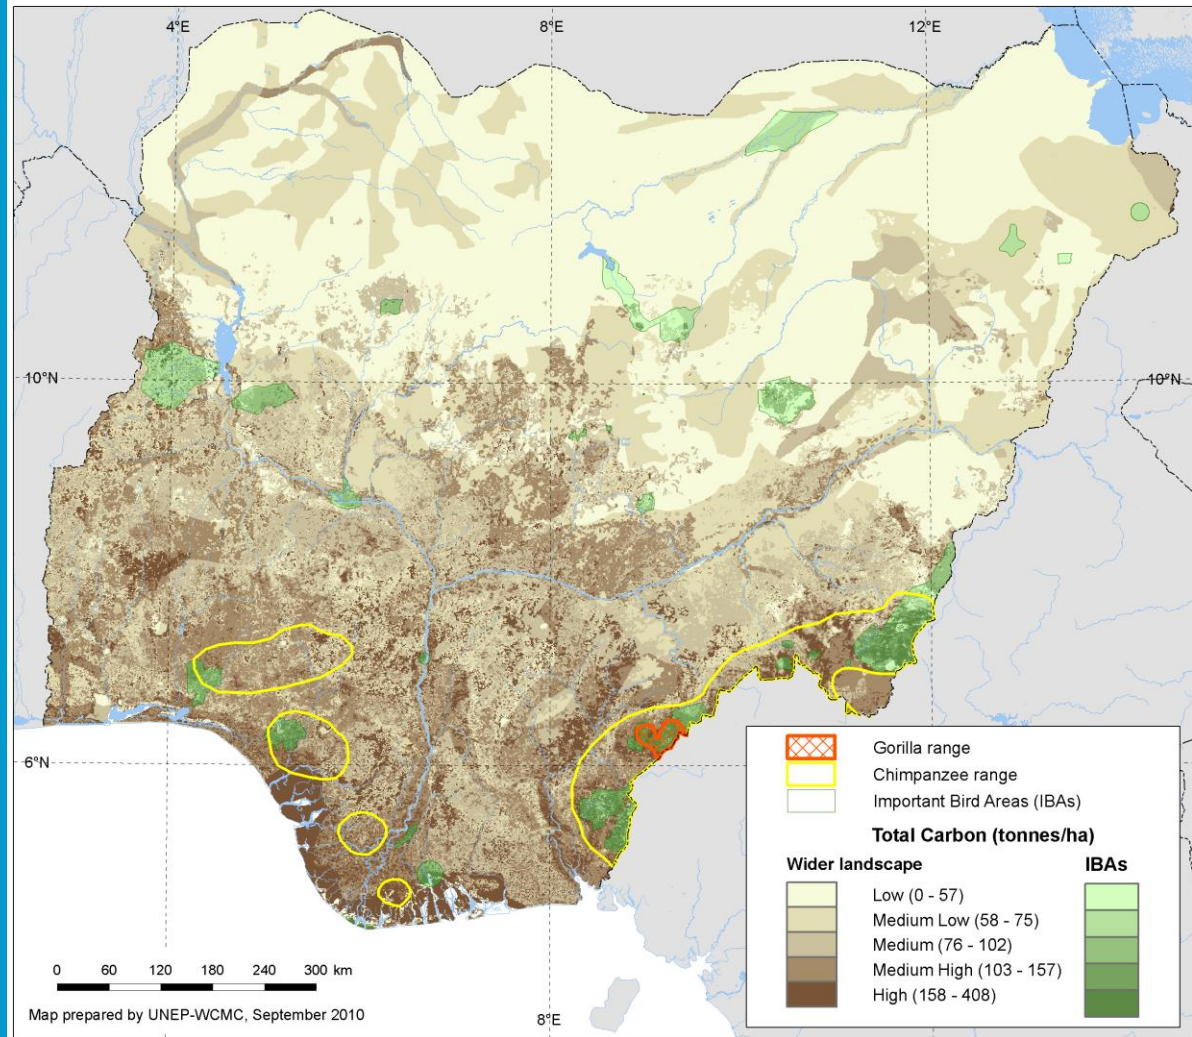 4°E
8°E
12°E
10°N
10°N
6°N
Gorilla range
Chimpanzee range
Important Bird Areas (IBAs)
Total Carbon (tonnes/ha)
Wider landscape
IBAs
Low (0 - 57)
Medium Low (58 - 75)
Medium (76 - 102)
Medium High (103 - 157)
High (158 - 408)
0 60 120 180 240 300 km
Map prepared by UNEP-WCMC, September 2010
8°E